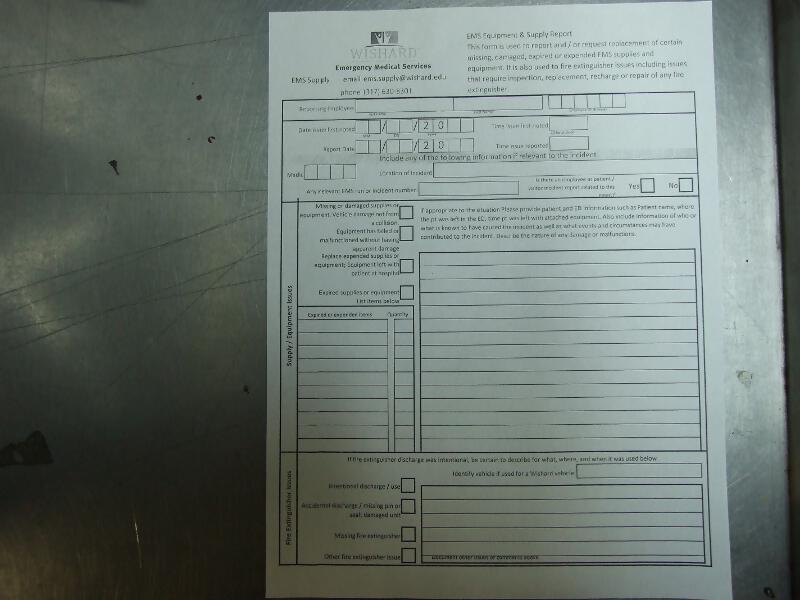 WISHARD
Emergency Medical Services
EMS Supply email ems.supply@wishard.edu
phone (317) 630-8301
EMS Equipment & Supply Report
This form is used to report and / or request replacement of certain
missing, damaged, expired or expended EMS supplies and
equipment. It is also used to fire extinguisher issues including issues
that require inspection, replacement, recharge or repair of any fire
extinguisher.
Reporting Employee
Date issue first noted / / 2 0
Time issue first noted
Report Date / / 2 0
Time issue reported
Include any of the following information if relevant to the incident
Medic
Location of Incident
Any relevant EMS run or incident number
Is there an employee or patient /
visitor incident report related to this
Yes
No
Supply / Equipment Issues
Missing or damaged supplies or
equipment. Vehicle damage not from
a collision.
Equipment has failed or
malfunctioned without having
apparent damage
Replace expended supplies or
equipment; Equipment left with
patient at hospital
Expired supplies or equipment
List items below
Expired or expended items Quantity
If appropriate to the situation Please provide patient and ED information such as Patient name, where
the pt was left in the ED, time pt was left with attached equipment. Also include information of who or
what is known to have caused the incident as well as what events and circumstances may have
contributed to the incident. Describe the nature of any damage or malfunctions.
Fire Extinguisher Issues
If fire extinguisher discharge was intentional, be certain to describe for what, where, and when it was used below
Identify vehicle if used for a Wishard vehicle
Intentional discharge / use
Accidental discharge / missing pin or
seal; damaged unit
Missing fire extinguisher
Other fire extinguisher issue
Document other issues or comments above